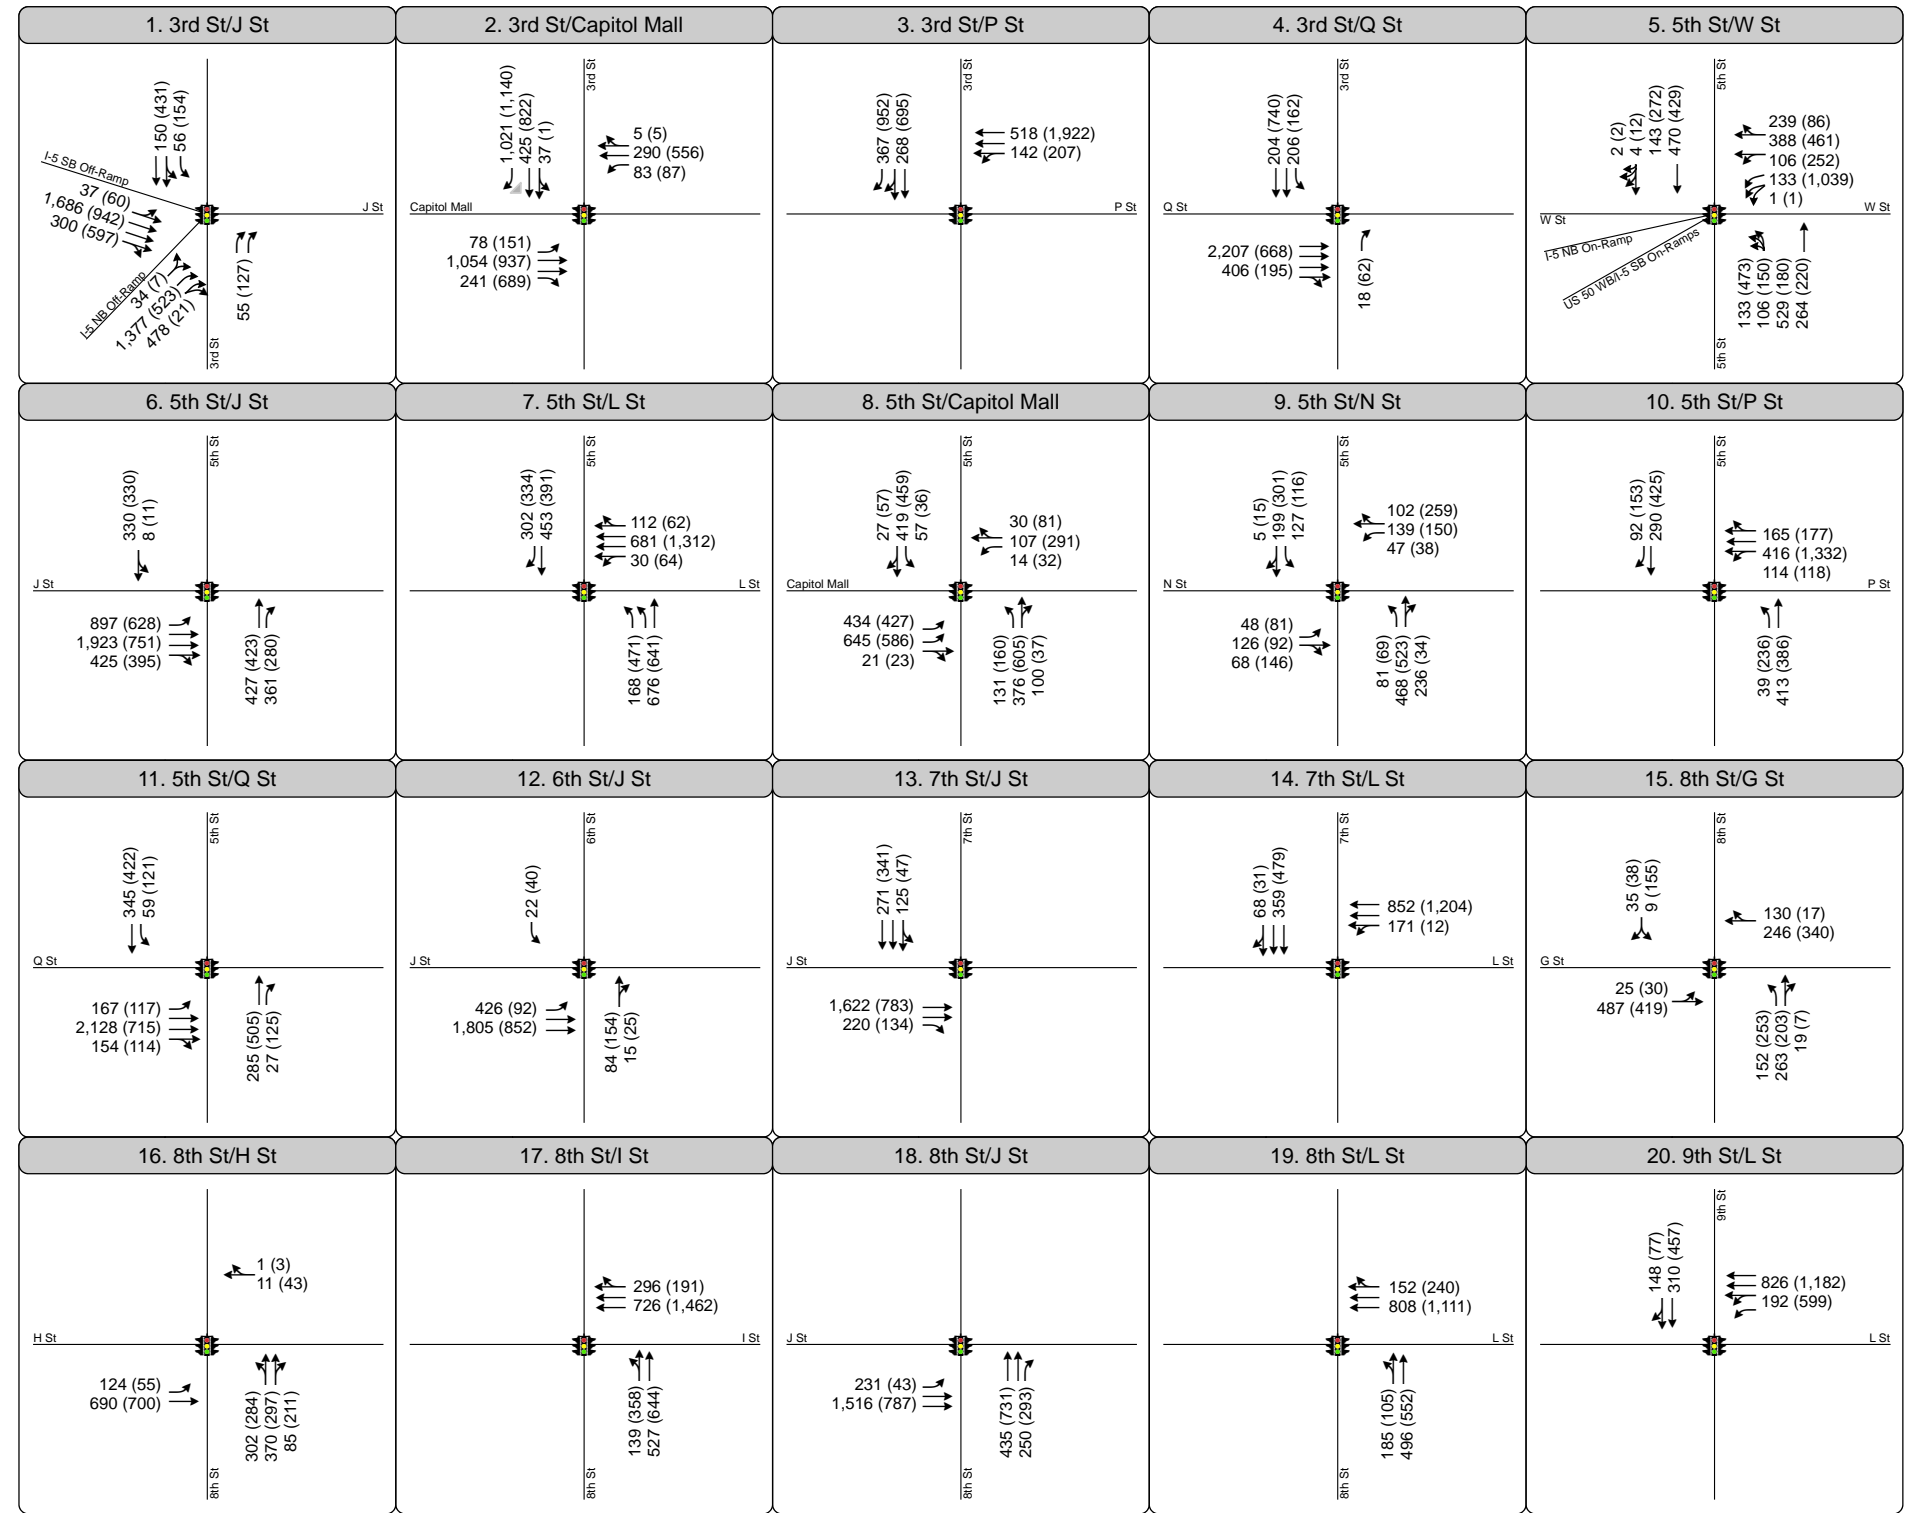 1. 3rd St/J St
150 (431)
56 (154)
I-5 SB Off-Ramp
37 (60)
1,686 (942)
300 (597)
J St
I-5 NB Off-Ramp
34 (7)
1,377 (523)
478 (21)
55 (127)
3rd St
2. 3rd St/Capitol Mall
3rd St
1,021 (1,140)
425 (822)
37 (1)
5 (5)
290 (556)
83 (87)
Capitol Mall
78 (151)
1,054 (937)
241 (689)
3. 3rd St/P St
3rd St
367 (952)
268 (695)
518 (1,922)
142 (207)
P St
4. 3rd St/Q St
3rd St
204 (740)
206 (162)
Q St
2,207 (668)
406 (195)
18 (62)
5. 5th St/W St
5th St
2 (2)
4 (12)
143 (272)
470 (429)
239 (86)
388 (461)
106 (252)
133 (1,039)
1 (1)
W St
W St
I-5 NB On-Ramp
US 50 WB/I-5 SB On-Ramps
133 (473)
106 (150)
529 (180)
264 (220)
5th St
6. 5th St/J St
5th St
330 (330)
8 (11)
J St
897 (628)
1,923 (751)
425 (395)
427 (423)
361 (280)
7. 5th St/L St
5th St
302 (334)
453 (391)
112 (62)
681 (1,312)
30 (64)
L St
168 (471)
676 (641)
8. 5th St/Capitol Mall
5th St
27 (57)
419 (459)
57 (36)
30 (81)
107 (291)
14 (32)
Capitol Mall
434 (427)
645 (586)
21 (23)
131 (160)
376 (605)
100 (37)
9. 5th St/N St
5th St
5 (15)
199 (301)
127 (116)
102 (259)
139 (150)
47 (38)
N St
48 (81)
126 (92)
68 (146)
81 (69)
468 (523)
236 (34)
10. 5th St/P St
5th St
92 (153)
290 (425)
165 (177)
416 (1,332)
114 (118)
P St
39 (236)
413 (386)
11. 5th St/Q St
5th St
345 (422)
59 (121)
Q St
167 (117)
2,128 (715)
154 (114)
285 (505)
27 (125)
12. 6th St/J St
6th St
22 (40)
J St
426 (92)
1,805 (852)
84 (154)
15 (25)
13. 7th St/J St
7th St
271 (341)
125 (47)
J St
1,622 (783)
220 (134)
14. 7th St/L St
7th St
68 (31)
359 (479)
852 (1,204)
171 (12)
L St
15. 8th St/G St
8th St
35 (38)
9 (155)
130 (17)
246 (340)
G St
25 (30)
487 (419)
152 (253)
263 (203)
19 (7)
16. 8th St/H St
1 (3)
11 (43)
H St
124 (55)
690 (700)
302 (284)
370 (297)
85 (211)
8th St
17. 8th St/I St
296 (191)
726 (1,462)
I St
139 (358)
527 (644)
8th St
18. 8th St/J St
J St
231 (43)
1,516 (787)
435 (731)
250 (293)
8th St
19. 8th St/L St
152 (240)
808 (1,111)
L St
185 (105)
496 (552)
8th St
20. 9th St/L St
9th St
148 (77)
310 (457)
826 (1,182)
192 (599)
L St